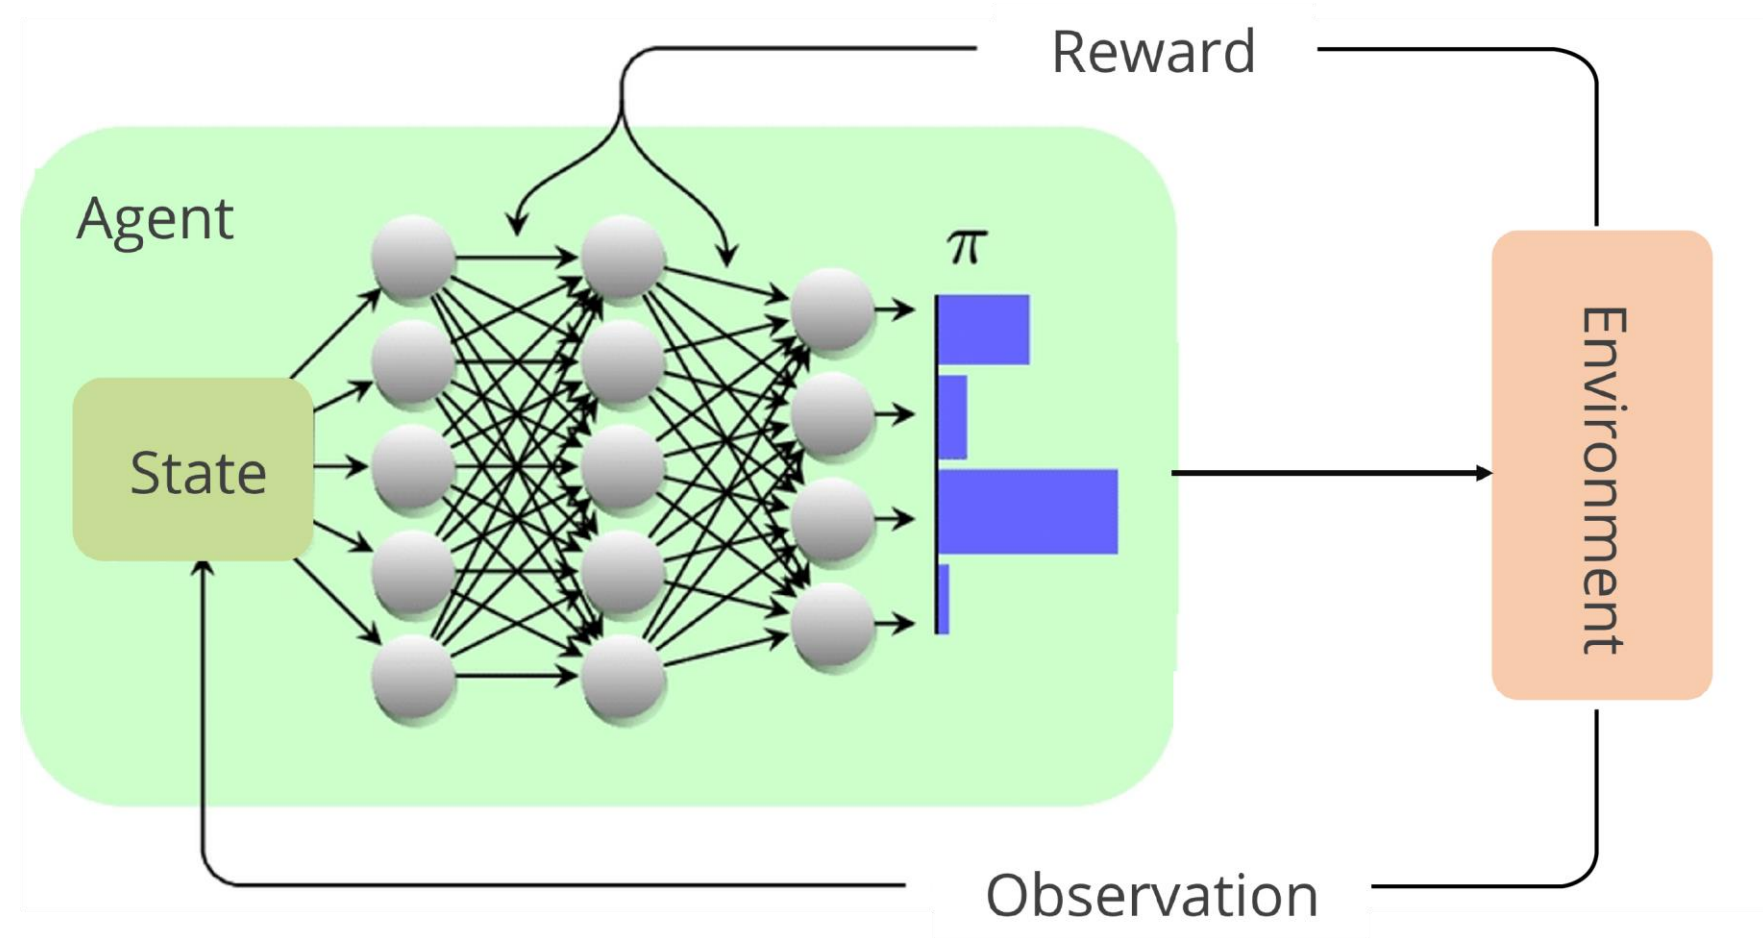 Reward
Agent
π
State
Environment
Observation